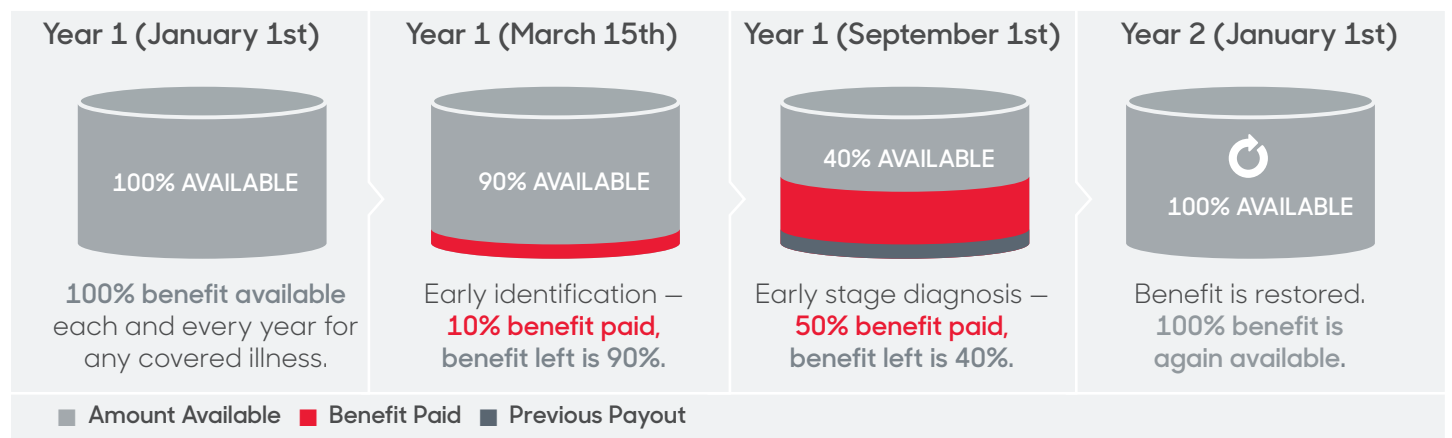 Year 1 (January 1st)
100% AVAILABLE
100% benefit available
each and every year for
any covered illness.
Year 1 (March 15th)
90% AVAILABLE
Early identification —
10% benefit paid,
benefit left is 90%.
Year 1 (September 1st)
40% AVAILABLE
Early stage diagnosis —
50% benefit paid,
benefit left is 40%.
Year 2 (January 1st)
100% AVAILABLE
Benefit is restored.
100% benefit is
again available.
Amount Available
Benefit Paid
Previous Payout